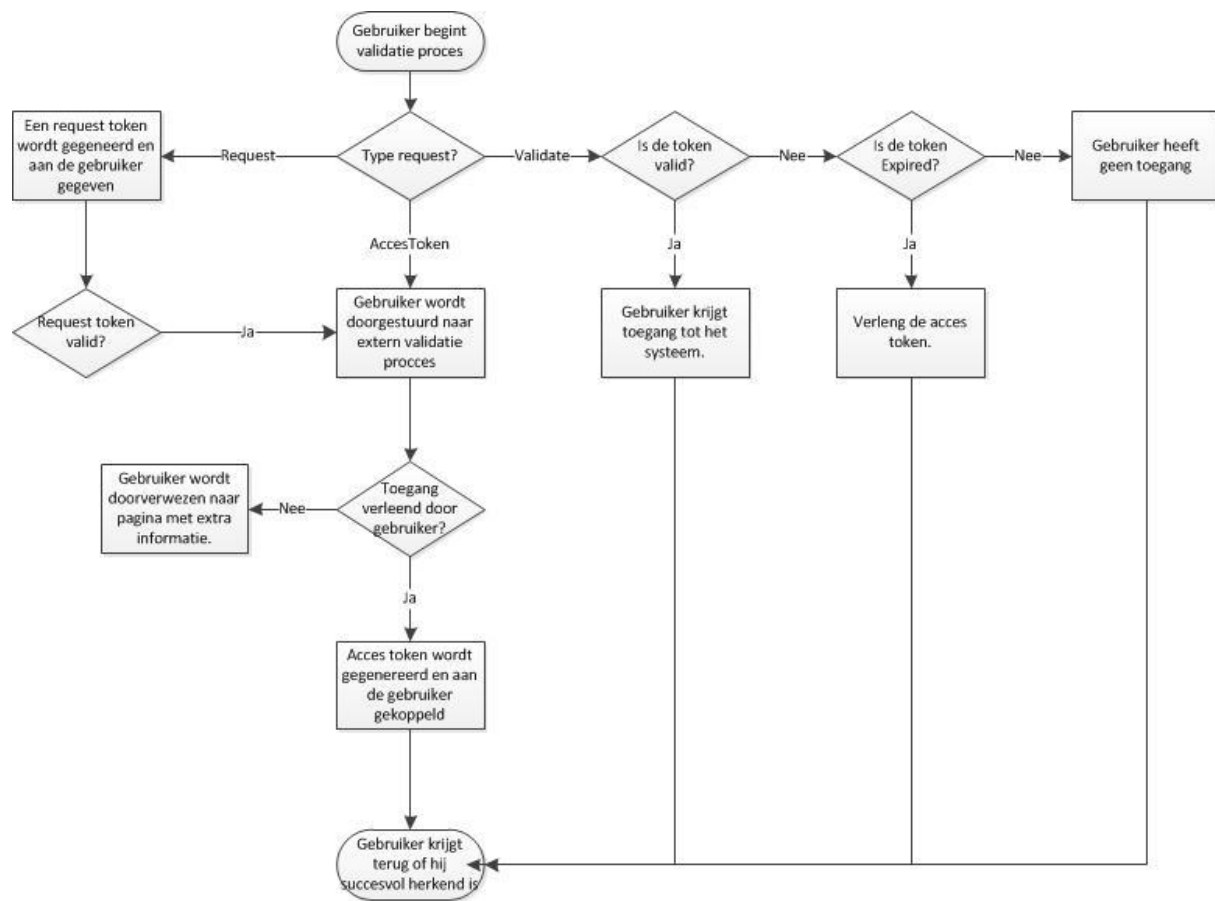 Gebruiker begint
validatie proces
Een request token
wordt gegeneerd en
aan de gebruiker
gegeven
Request
Type request?
Validate
Is de token
valid?
Nee
Is de token
Expired?
Nee
Gebruiker heeft
geen toegang
AccesToken
Ja
Ja
Request token
valid?
Ja
Gebruiker wordt
doorgestuurd naar
extern validatie
procces
Gebruiker krijgt
toegang tot het
systeem.
Verleng de acces
token.
Gebruiker wordt
doorverwezen naar
pagina met extra
informatie.
Nee
Toegang
verleend door
gebruiker?
Ja
Acces token wordt
gegenereerd en aan
de gebruiker
gekoppeld
Gebruiker krijgt
terug of hij
succesvol herkend is